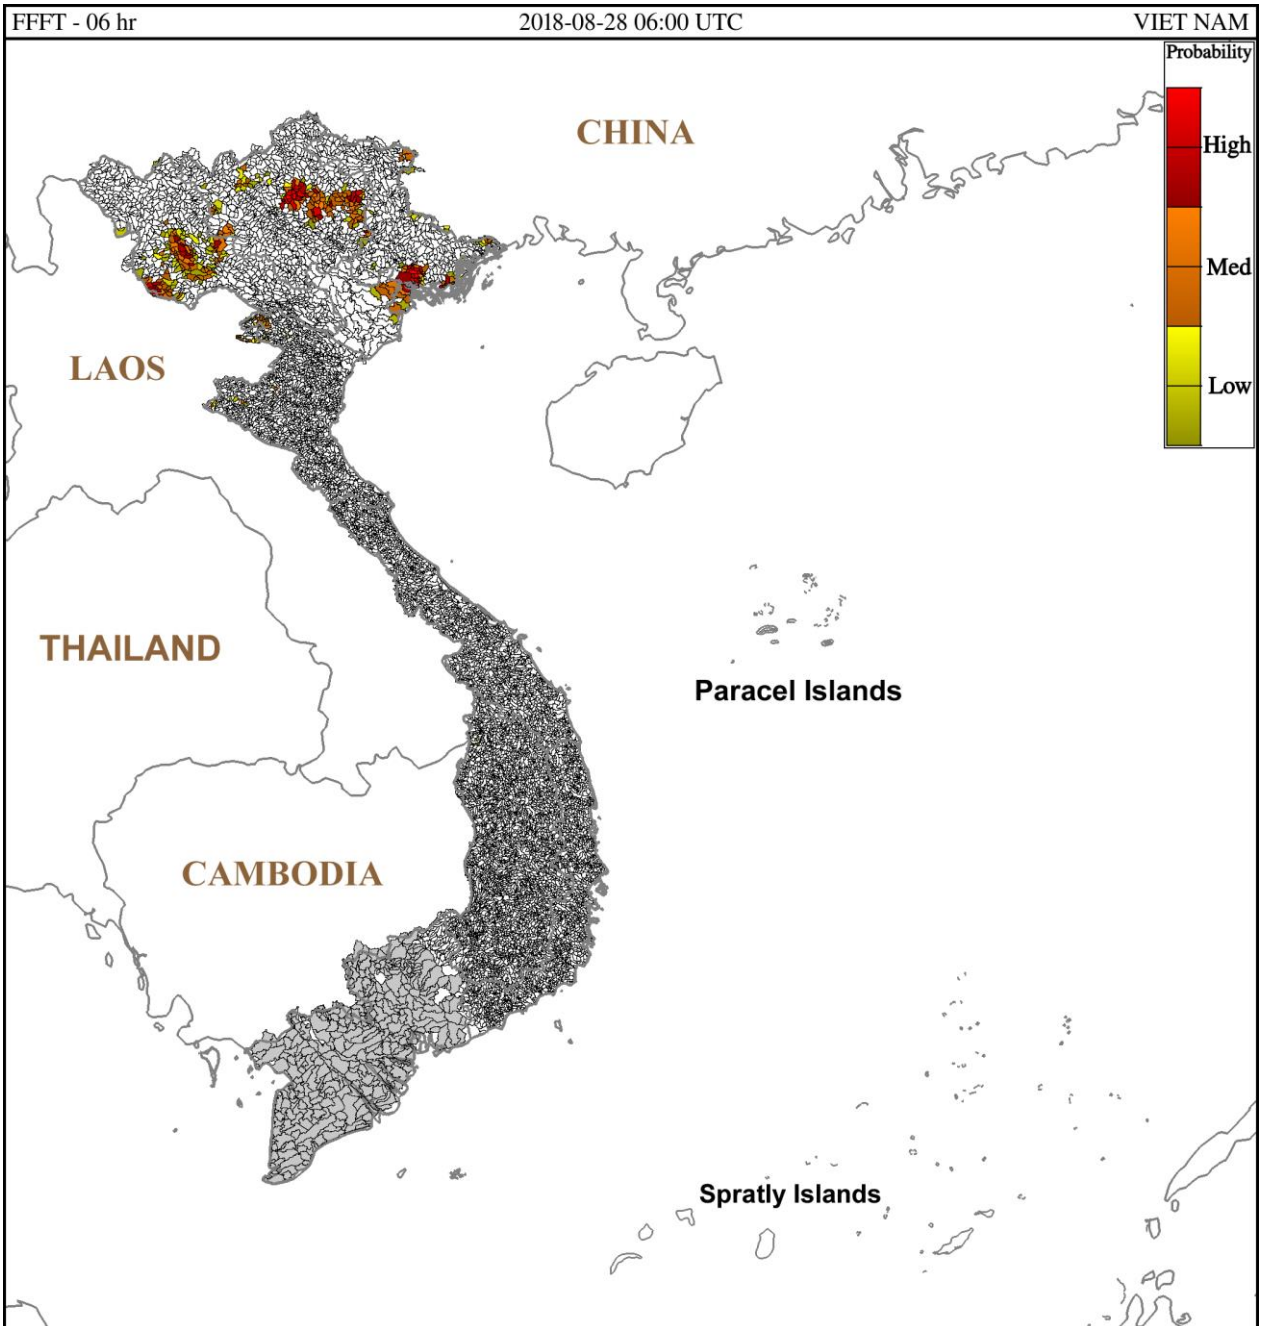 FFFT - 06 hr
2018-08-28 06:00 UTC
VIET NAM
Probability
CHINA
High
Med
LAOS
Low
THAILAND
Paracel Islands
CAMBODIA
Spratly Islands